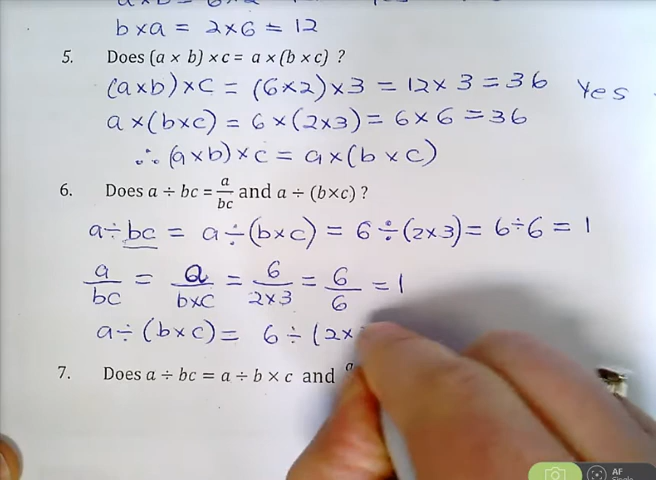 b×a = 2×6 = 12
5. Does (a × b) × c = a × (b × c) ?
(a×b)×c = (6×2)×3 = 12×3 = 36 Yes
a×(b×c) = 6×(2×3) = 6×6 = 36
∴ (a×b)×c = a×(b×c)
6. Does a ÷ bc = a/bc and a ÷ (b×c) ?
a÷bc = a÷(b×c) = 6÷(2×3) = 6÷6 = 1
a/bc = a/b×c = 6/2×3 = 6/6 = 1
a÷(b×c) = 6÷(2×
7. Does a ÷ bc = a ÷ b × c and
AF